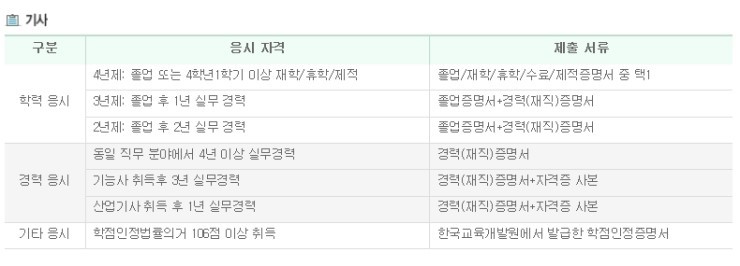 기사
구분 응시 자격 제출 서류
학력 응시
4년제: 졸업 또는 4학년1학기 이상 재학/휴학/제적 졸업/재학/휴학/수료/제적증명서 중 택1
3년제: 졸업 후 1년 실무 경력 졸업증명서+경력(재직)증명서
2년제: 졸업 후 2년 실무 경력 졸업증명서+경력(재직)증명서
경력 응시
동일 직무 분야에서 4년 이상 실무경력 경력(재직)증명서
기능사 취득후 3년 실무경력 경력(재직)증명서+자격증 사본
산업기사 취득 후 1년 실무경력 경력(재직)증명서+자격증 사본
기타 응시 학점인정법률의거 106점 이상 취득 한국교육개발원에서 발급한 학점인정증명서